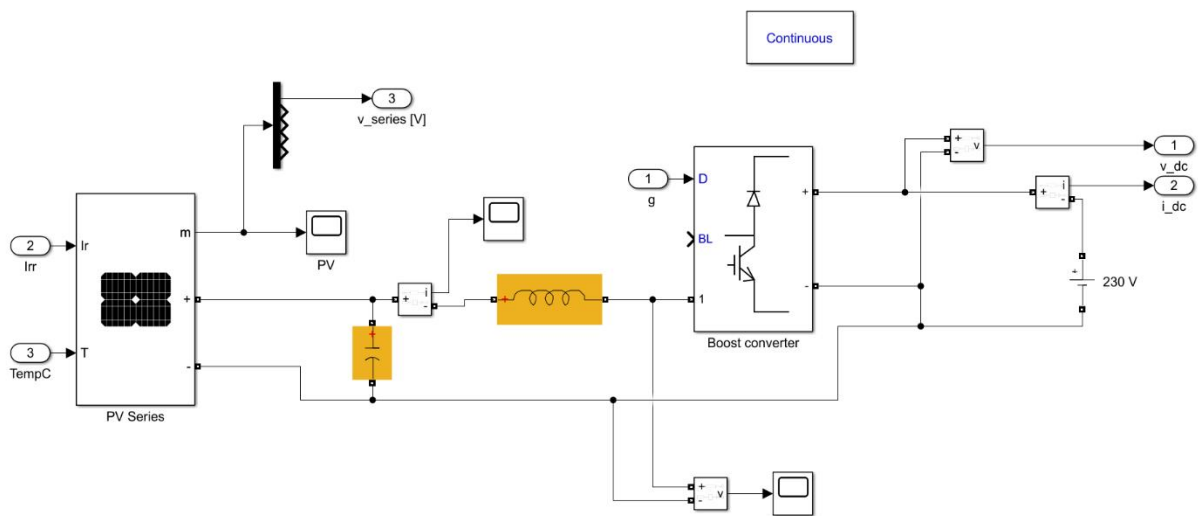 Continuous
3
v_series [V]
Ir
m
T
+
-
PV Series
2
Irr
3
TempC
PV
+
i
-
+
+
1
g
D
BL
1
+
-
Boost converter
+
-
v
+
i
-
1
v_dc
2
i_dc
+
230 V
+
-
v